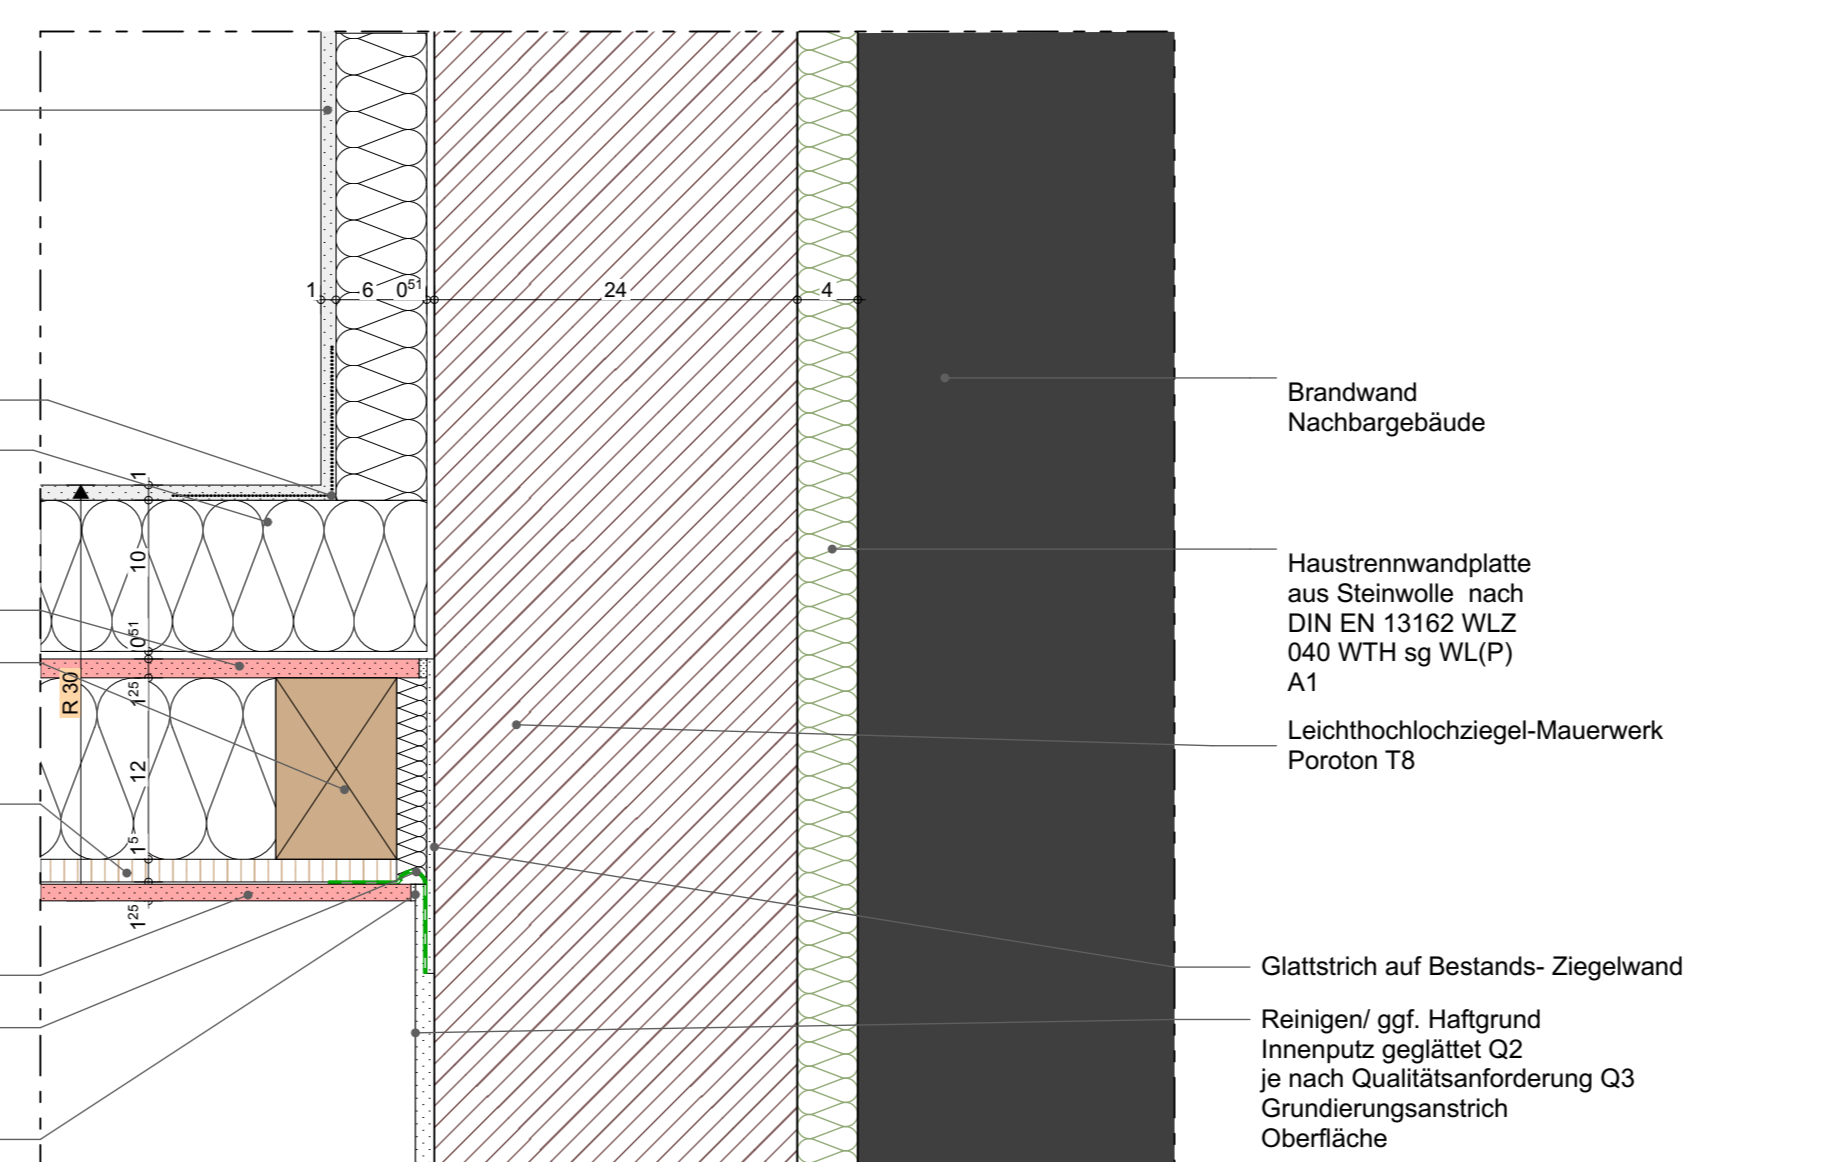 1 6 0⁵¹ 24 4
Brandwand
Nachbargebäude
1
10
0⁵¹
1²⁵
R 30
12
1⁵
1²⁵
Haustrennwandplatte
aus Steinwolle  nach
DIN EN 13162 WLZ
040 WTH sg WL(P)
A1
Leichthochlochziegel-Mauerwerk
Poroton T8
Glattstrich auf Bestands- Ziegelwand
Reinigen/ ggf. Haftgrund
Innenputz geglättet Q2
je nach Qualitätsanforderung Q3
Grundierungsanstrich
Oberfläche